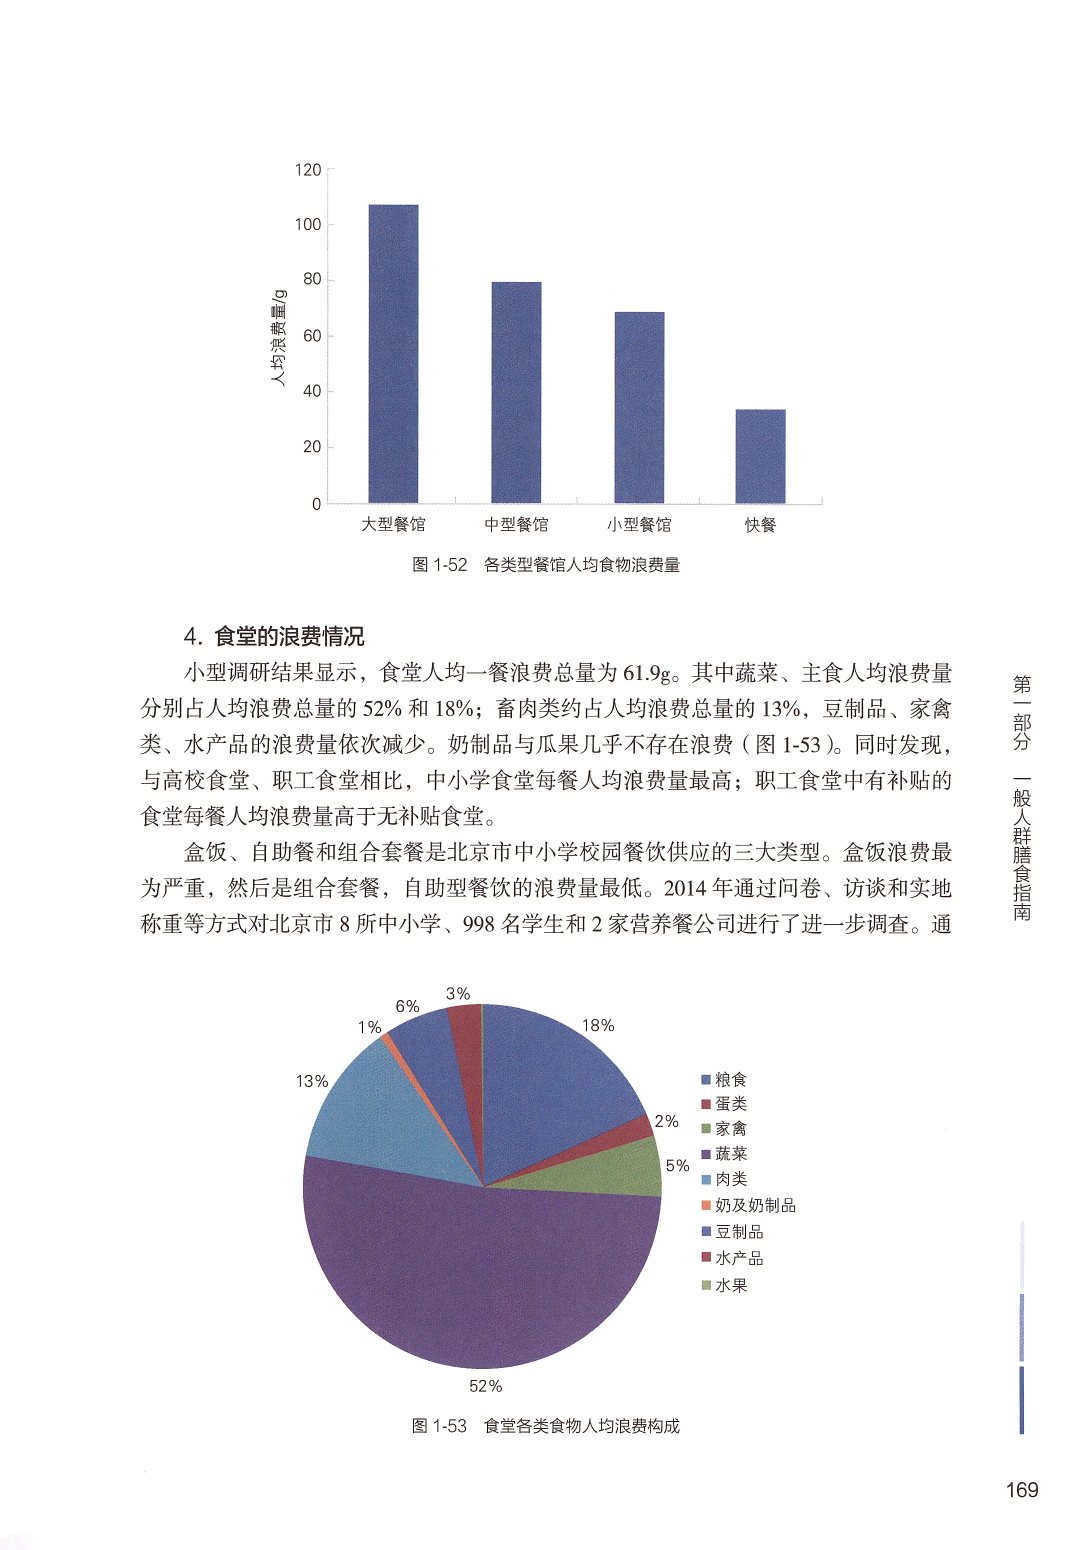 120
100
80
60
40
20
0
人均浪费量/g
大型餐馆 中型餐馆 小型餐馆 快餐
图 1-52 各类型餐馆人均食物浪费量
4. 食堂的浪费情况
小型调研结果显示，食堂人均一餐浪费总量为 61.9g。其中蔬菜、主食人均浪费量
分别占人均浪费总量的 52% 和 18%；畜肉类约占人均浪费总量的 13%，豆制品、家禽
类、水产品的浪费量依次减少。奶制品与瓜果几乎不存在浪费（图 1-53）。同时发现，
与高校食堂、职工食堂相比，中小学食堂每餐人均浪费量最高；职工食堂中有补贴的
食堂每餐人均浪费量高于无补贴食堂。
盒饭、自助餐和组合套餐是北京市中小学校园餐饮供应的三大类型。盒饭浪费最
为严重，然后是组合套餐，自助型餐饮的浪费量最低。2014 年通过问卷、访谈和实地
称重等方式对北京市 8 所中小学、998 名学生和 2 家营养餐公司进行了进一步调查。通
3%
6%
1%
13%
18%
2%
5%
52%
粮食
蛋类
家禽
蔬菜
肉类
奶及奶制品
豆制品
水产品
水果
图 1-53 食堂各类食物人均浪费构成
第一部分 一般人群膳食指南
169